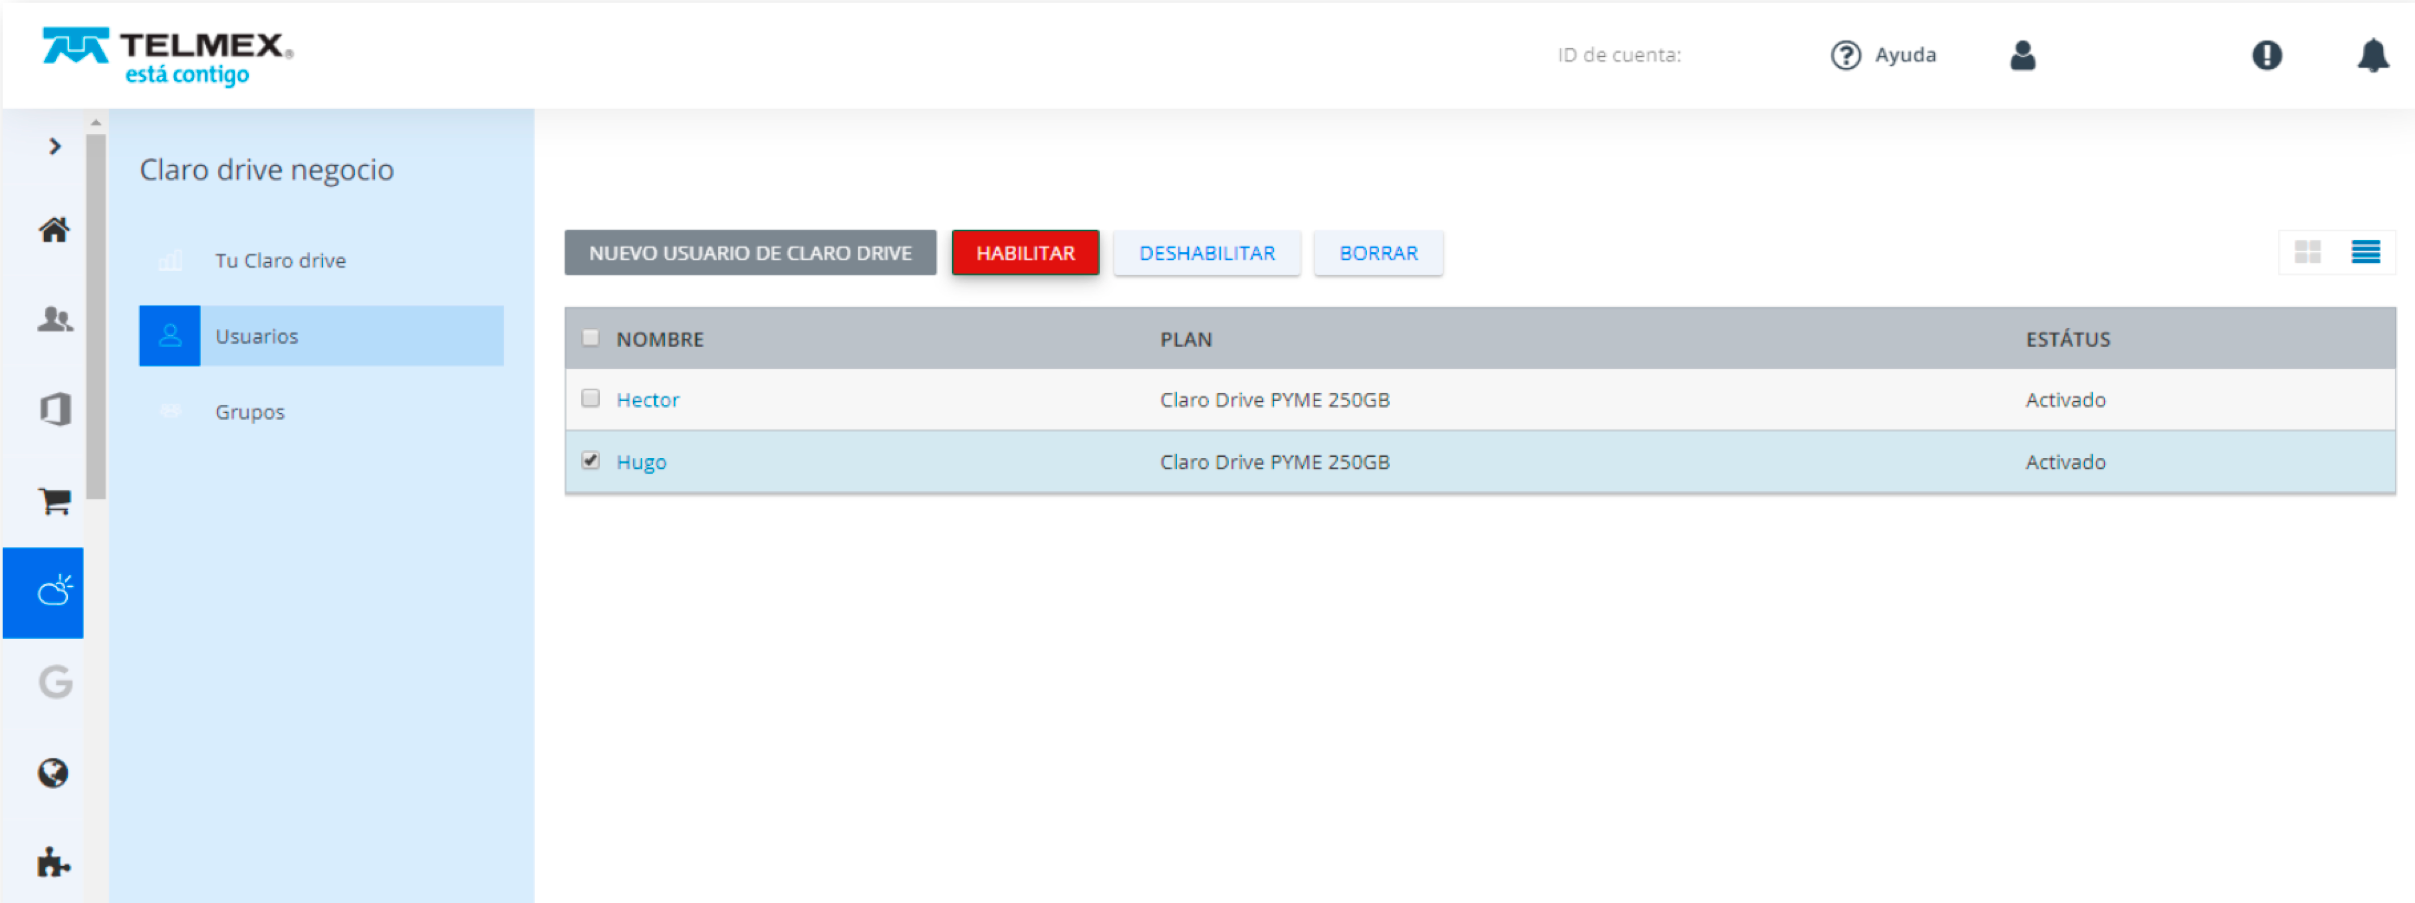 TELMEX®
está contigo
ID de cuenta:
Ayuda
Claro drive negocio
Tu Claro drive
Usuarios
Grupos
NUEVO USUARIO DE CLARO DRIVE
HABILITAR
DESHABILITAR
BORRAR
NOMBRE PLAN ESTÁTUS
Hector Claro Drive PYME 250GB Activado
Hugo Claro Drive PYME 250GB Activado